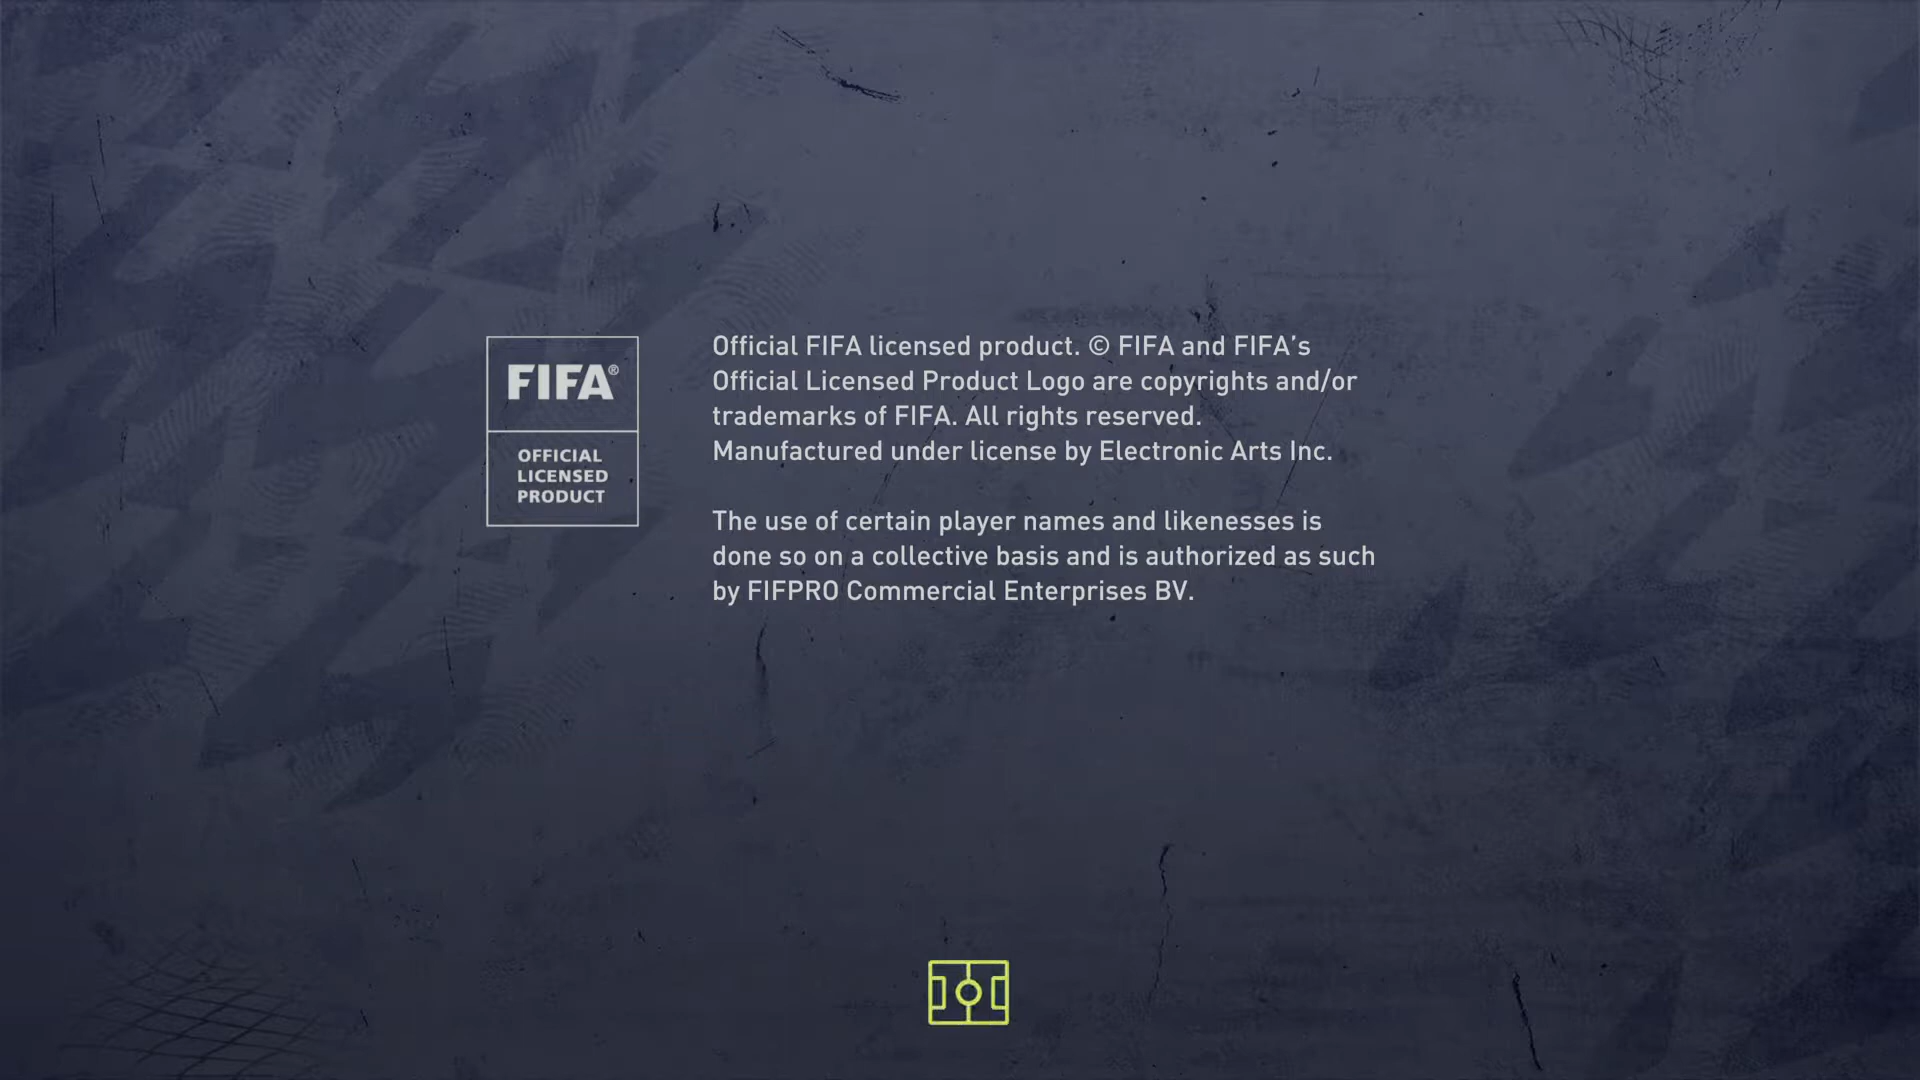 FIFA®
OFFICIAL
LICENSED
PRODUCT
Official FIFA licensed product. © FIFA and FIFA’s
Official Licensed Product Logo are copyrights and/or
trademarks of FIFA. All rights reserved.
Manufactured under license by Electronic Arts Inc.
The use of certain player names and likenesses is
done so on a collective basis and is authorized as such
by FIFPRO Commercial Enterprises BV.